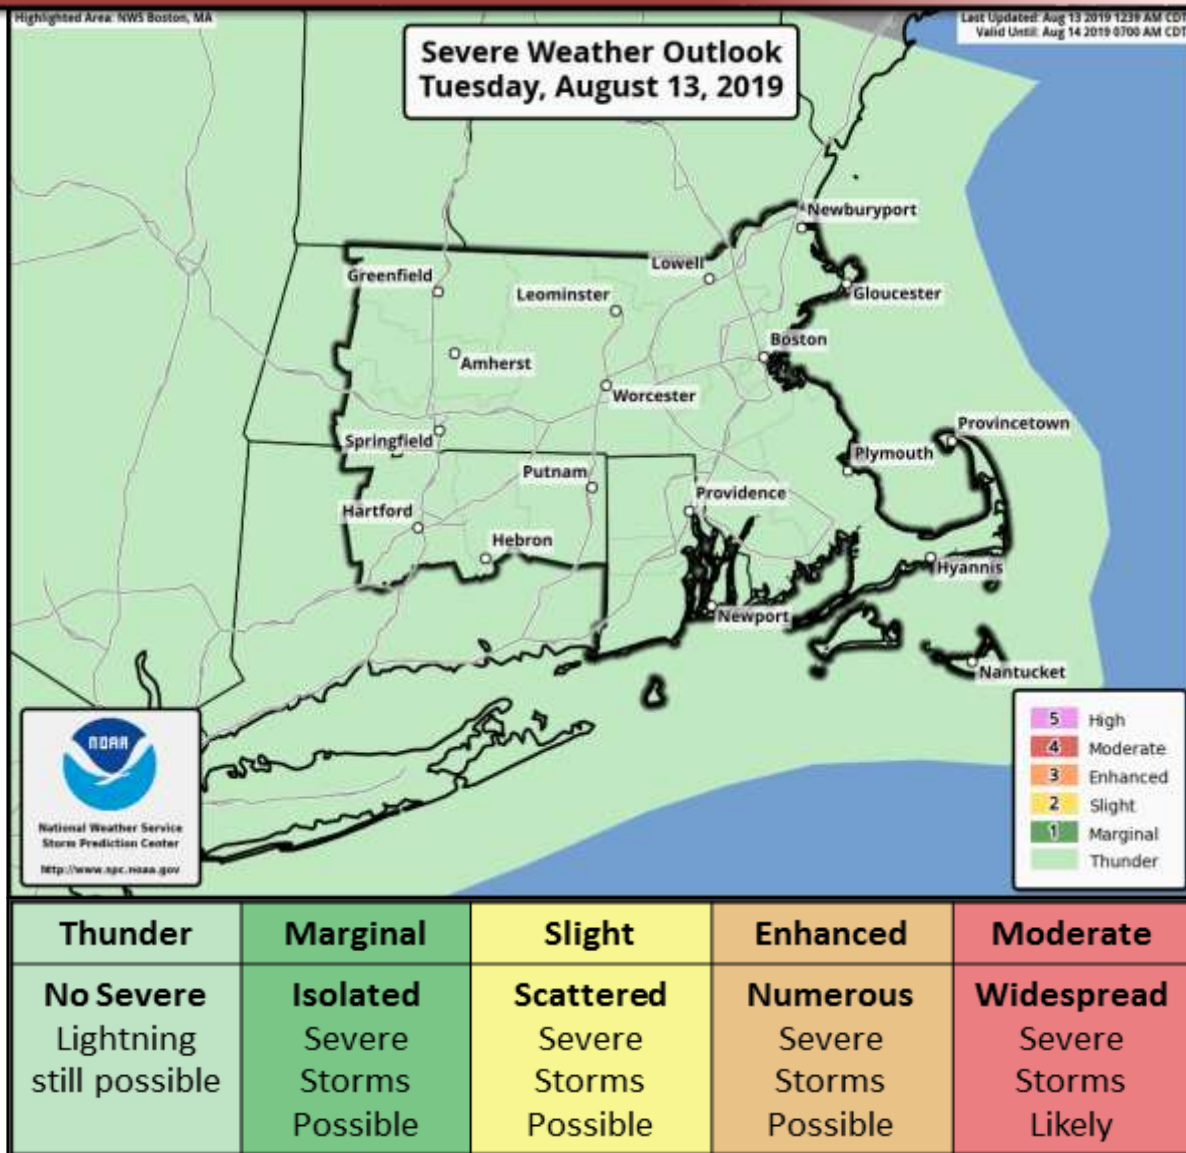 Highlighted Area: NWS Boston, MA
Last Updated: Aug 13 2019 1239 AM CDT
Valid Until: Aug 14 2019 0700 AM CDT
Severe Weather Outlook
Tuesday, August 13, 2019
Newburyport
Lowell
Greenfield
Leominster
Gloucester
Boston
Amherst
Worcester
Provincetown
Springfield
Plymouth
Putnam
Providence
Hartford
Hebron
Hyannis
Newport
Nantucket
NOAA
National Weather Service
Storm Prediction Center
http://www.spc.noaa.gov
5 High
4 Moderate
3 Enhanced
2 Slight
1 Marginal
Thunder
Thunder
No Severe
Lightning
still possible
Marginal
Isolated
Severe
Storms
Possible
Slight
Scattered
Severe
Storms
Possible
Enhanced
Numerous
Severe
Storms
Possible
Moderate
Widespread
Severe
Storms
Likely